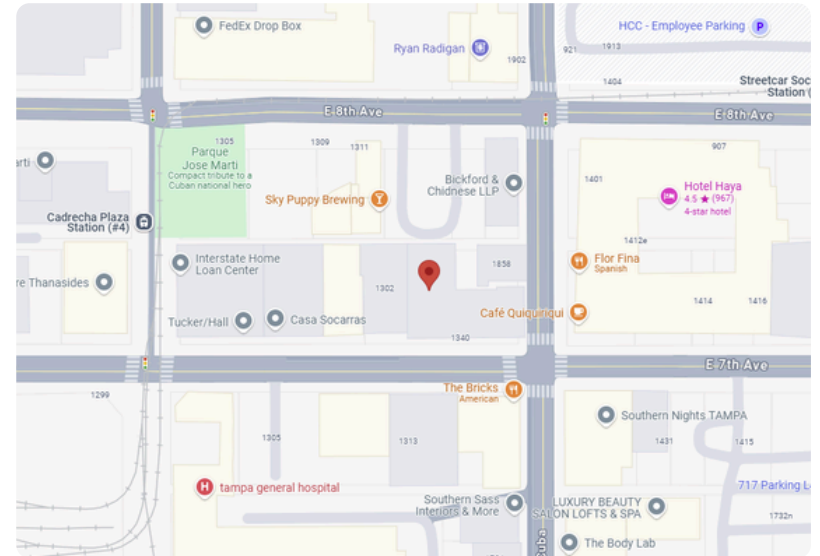 FedEx Drop Box
HCC - Employee Parking
P
Ryan Radigan
1902
921
1913
1404
Streetcar Soc
Station (
E 8th Ave
E 8th Ave
1305
Parque
Jose Marti
Compact tribute to a
Cuban national hero
1309
1311
907
arti
Bickford &
Chidnese LLP
1401
Hotel Haya
4.5 ★ (967)
4-star hotel
Sky Puppy Brewing
Cadrecha Plaza
Station (#4)
1412e
Interstate Home
Loan Center
1858
Flor Fina
Spanish
re Thanasides
1302
1414
1416
Tucker/Hall
Casa Socarras
Café Quiquiriqui
1340
E 7th Ave
The Bricks
American
1299
Southern Nights TAMPA
1305
1313
1431
1415
H
tampa general hospital
717 Parking L
Southern Sass
Interiors & More
LUXURY BEAUTY
SALON LOFTS & SPA
1732n
The Body Lab